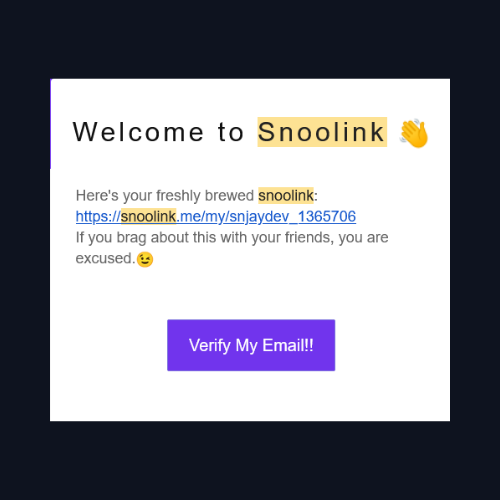 Welcome to Snoolink 👋
Here's your freshly brewed snoolink:
https://snoolink.me/my/snjaydev_1365706
If you brag about this with your friends, you are
excused.😉
Verify My Email!!